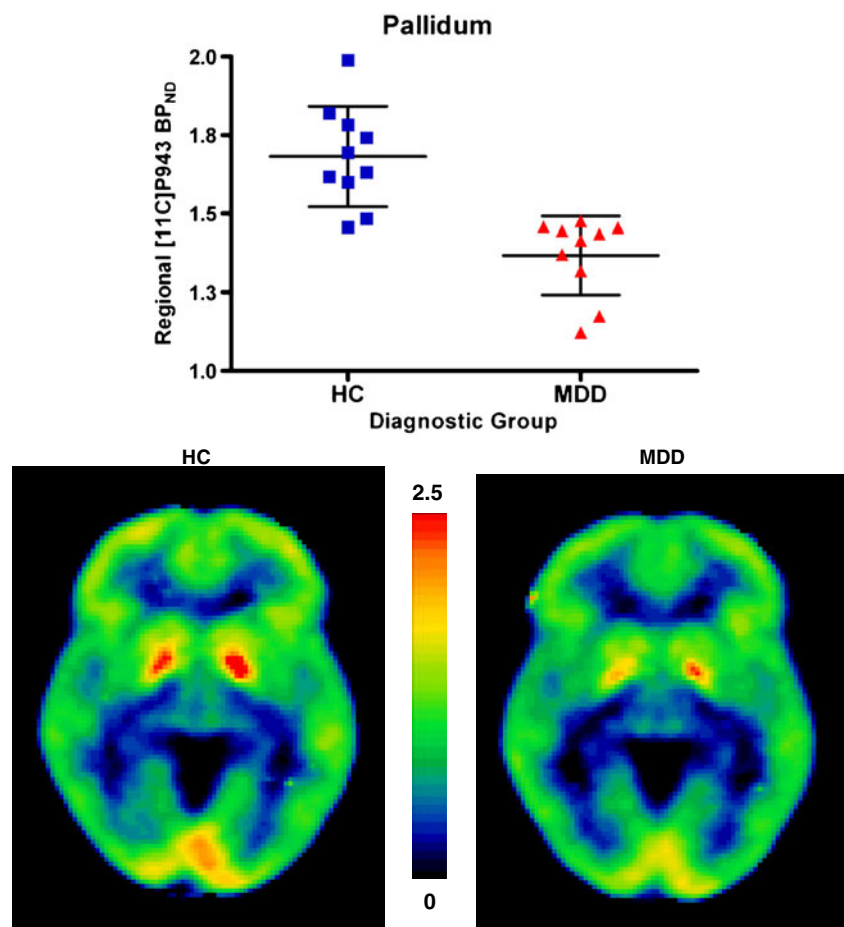 Pallidum
Regional [11C]P943 BPND
2.0
1.8
1.5
1.3
1.0
HC
MDD
Diagnostic Group
HC
MDD
2.5
0